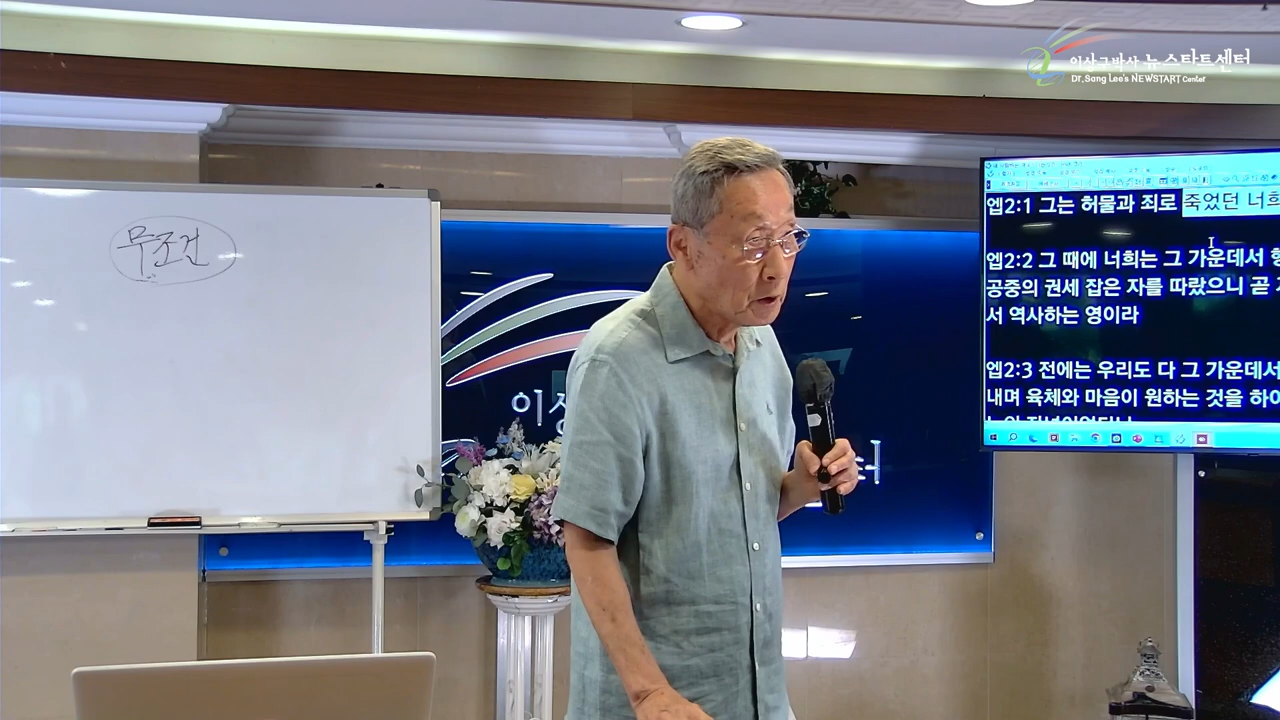 이상구박사 뉴스타트센터
Dr. Sang Lee's NEWSTART Center
무조건
엡2:1 그는 허물과 죄로 죽었던 너희
엡2:2 그 때에 너희는 그 가운데서
공중의 권세 잡은 자를 따랐으니 곧
서 역사하는 영이라
엡2:3 전에는 우리도 다 그 가운데서
내며 육체와 마음이 원하는 것을 하여